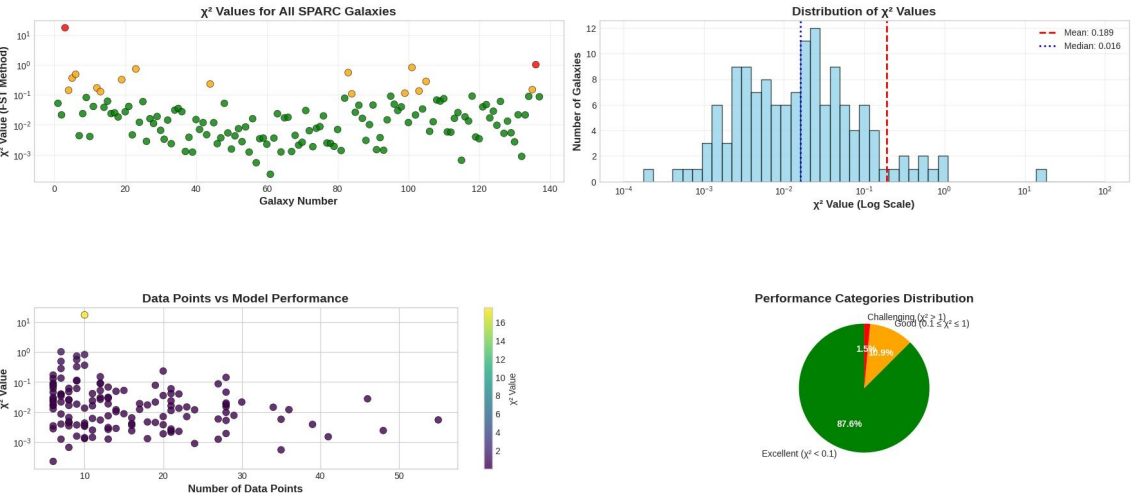 χ² Values for All SPARC Galaxies
χ² Value (FST Method)
10¹
10⁰
10⁻¹
10⁻²
10⁻³
0 20 40 60 80 100 120 140
Galaxy Number
Distribution of χ² Values
Number of Galaxies
12
10
8
6
4
2
0
Mean: 0.189
Median: 0.016
10⁻⁴ 10⁻³ 10⁻² 10⁻¹ 10⁰ 10¹ 10²
χ² Value (Log Scale)
Data Points vs Model Performance
χ² Value
10¹
10⁰
10⁻¹
10⁻²
10⁻³
10 20 30 40 50
Number of Data Points
16
14
12
10
8
6
4
2
χ² Value
Performance Categories Distribution
Challenging (χ² > 1)
Good (0.1 ≤ χ² ≤ 1)
1.5%
10.9%
87.6%
Excellent (χ² < 0.1)